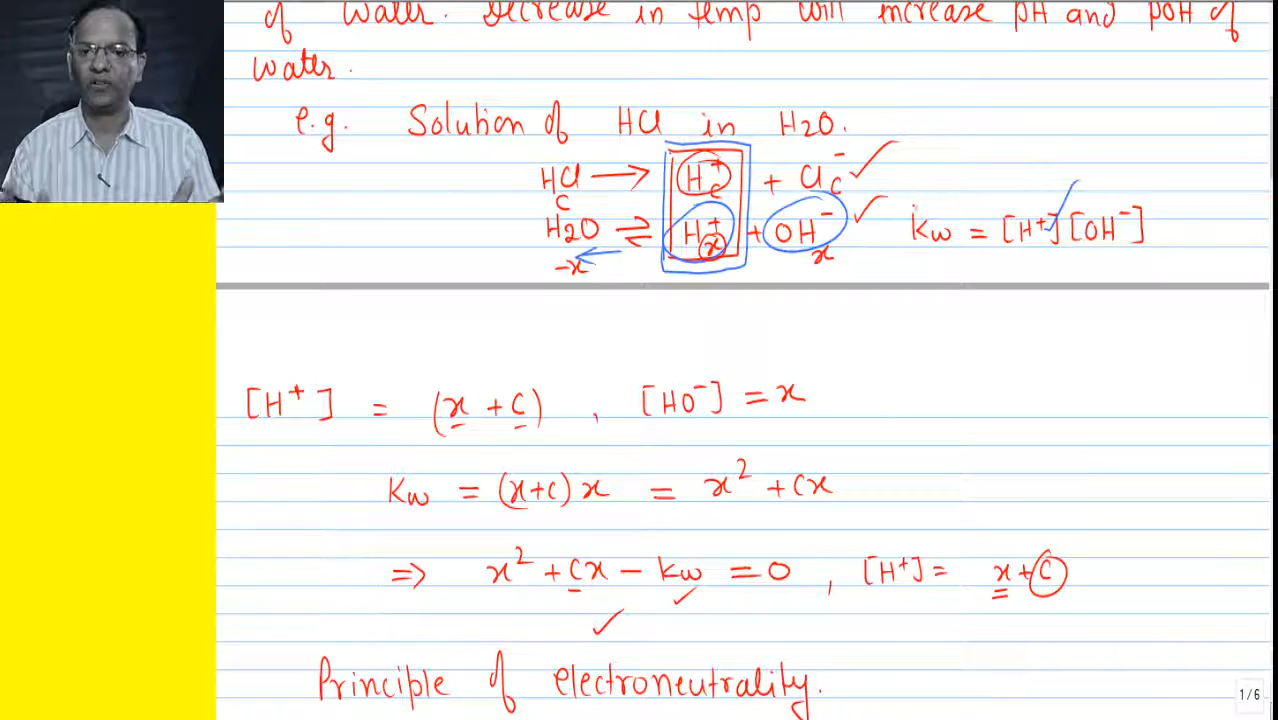 of water. Decrease in temp will increase pH and pOH of
water.
e.g. Solution of HCl in H2O.
HCl ⟶ H⁺ + Cl⁻
C C C
H2O ⇌ H⁺ + OH⁻ Kw = [H⁺][OH⁻]
-x x x
[H⁺] = (x + C) , [HO⁻] = x
Kw = (x+C) x = x² + Cx
⇒ x² + Cx - Kw = 0 , [H⁺] = x + C
Principle of electroneutrality.
1/6